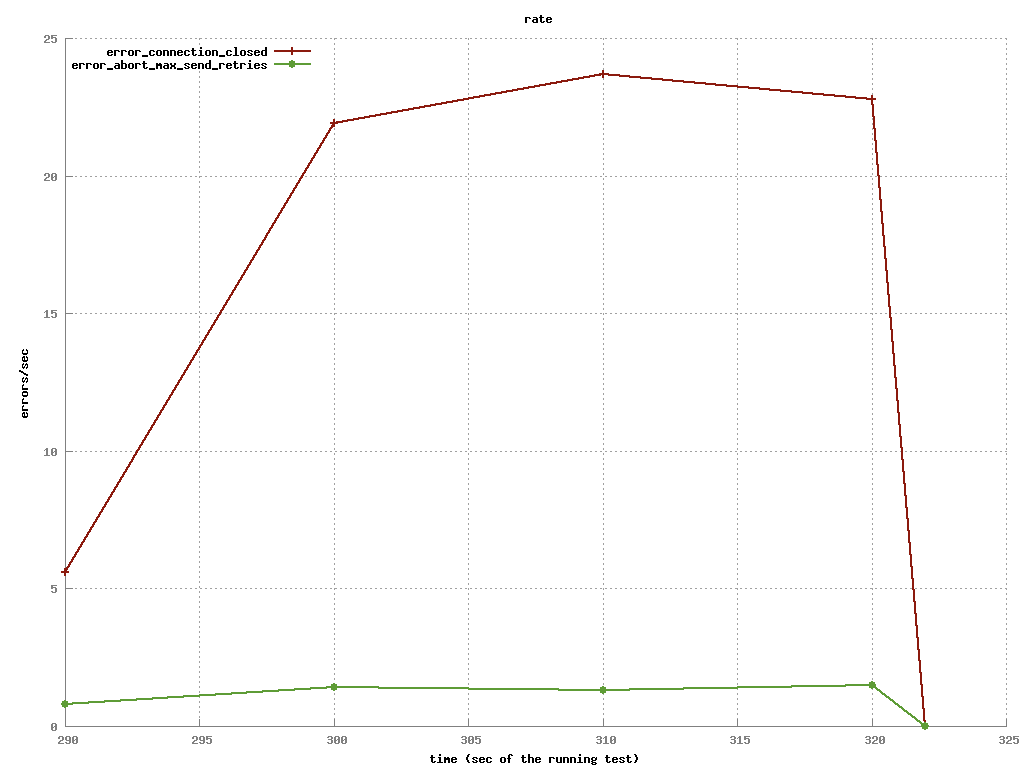 rate
25
error_connection_closed
error_abort_max_send_retries
20
15
errors/sec
10
5
0
290 295 300 305 310 315 320 325
time (sec of the running test)